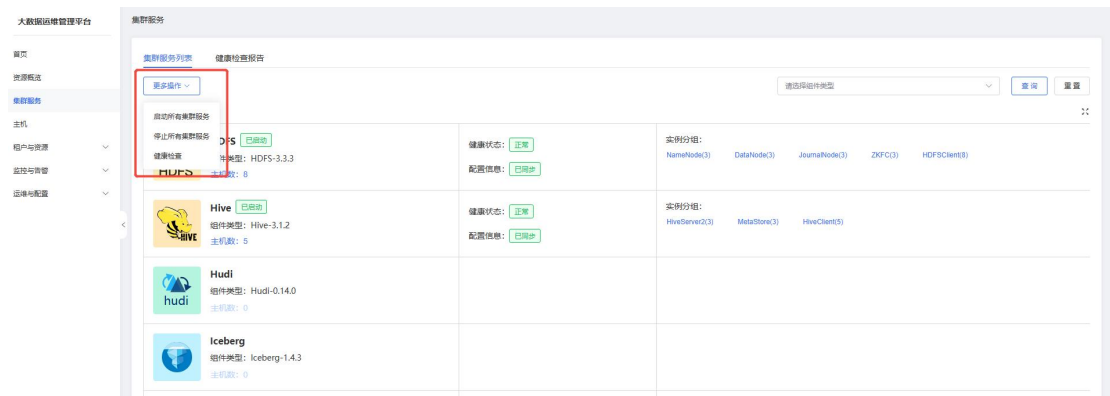 大数据运维管理平台
集群服务
首页
资源概览
集群服务
主机
租户与资源
监控与告警
运维与配置
集群服务列表 健康检查报告
更多操作 请选择组件类型 查询 重置
启动所有集群服务
停止所有集群服务
健康检查
HDFS 已启动
组件类型：HDFS-3.3.3
主机数：8
HDFS
健康状态：正常
配置信息：已同步
实例分组：
NameNode(3) DataNode(3) JournalNode(3) ZKFC(3) HDFSClient(8)
HIVE
Hive 已启动
组件类型：Hive-3.1.2
主机数：5
健康状态：正常
配置信息：已同步
实例分组：
HiveServer2(3) MetaStore(3) HiveClient(5)
hudi
Hudi
组件类型：Hudi-0.14.0
主机数：0
Iceberg
组件类型：Iceberg-1.4.3
主机数：0